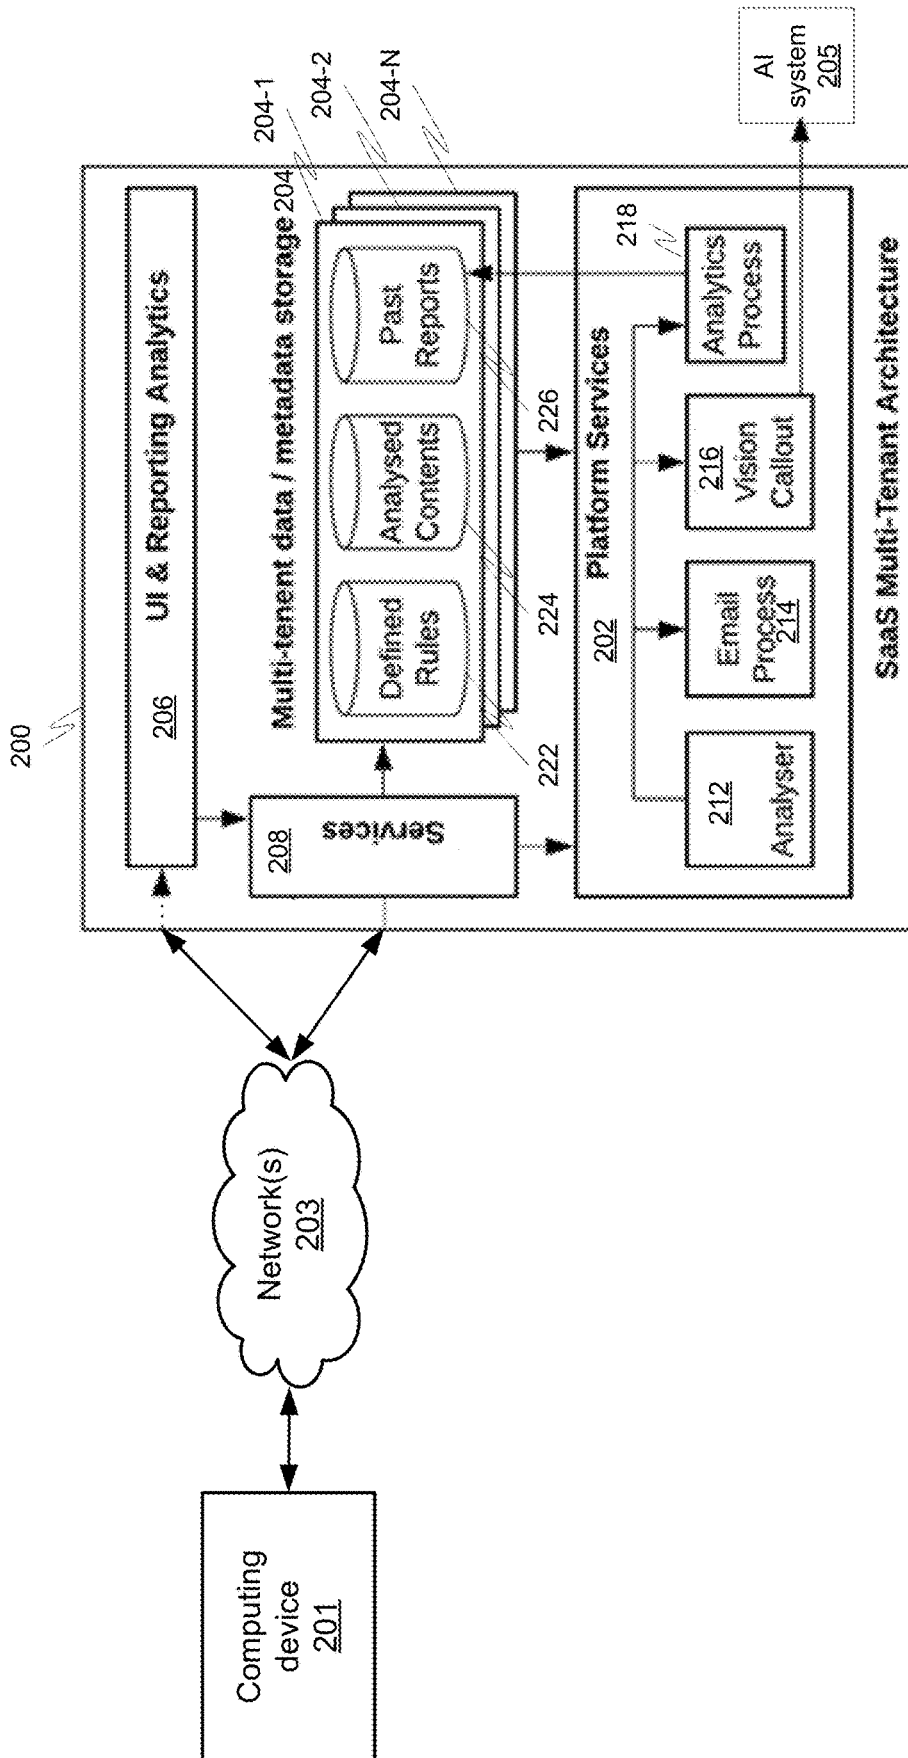 200
UI & Reporting Analytics
206
Services
208
Multi-tenent data / metadata storage 204
204-1
204-2
204-N
Defined
Rules
Analysed
Contents
Past
Reports
222
224
226
Platform Services
202
212
Analyser
Email
Process
214
216
Vision
Callout
218
Analytics
Process
SaaS Multi-Tenant Architecture
AI
system
205
Network(s)
203
Computing
device
201